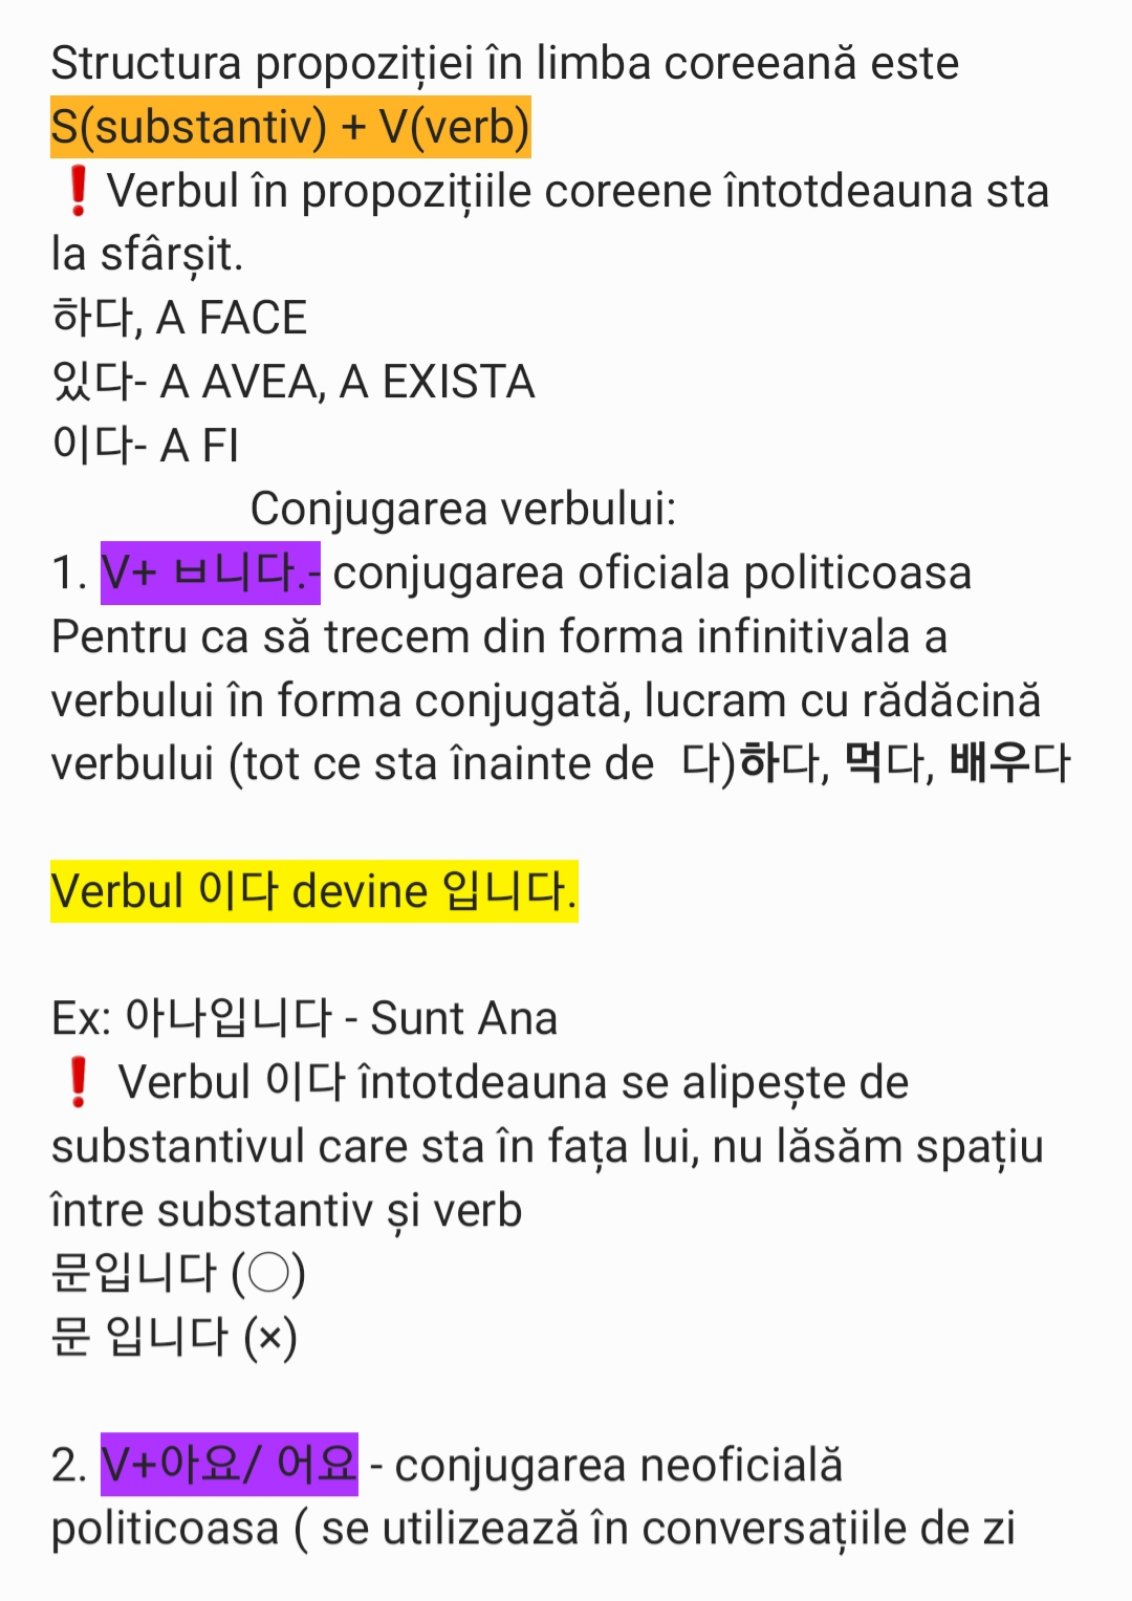 Structura propoziției în limba coreeană este
S(substantiv) + V(verb)
❗Verbul în propozițiile coreene întotdeauna sta
la sfârșit.
하다, A FACE
있다- A AVEA, A EXISTA
이다- A FI
Conjugarea verbului:
1. V+ ㅂ니다.- conjugarea oficiala politicoasa
Pentru ca să trecem din forma infinitivala a
verbului în forma conjugată, lucram cu rădăcină
verbului (tot ce sta înainte de 다)하다, 먹다, 배우다
Verbul 이다 devine 입니다.
Ex: 아나입니다 - Sunt Ana
❗ Verbul 이다 întotdeauna se alipește de
substantivul care sta în fața lui, nu lăsăm spațiu
între substantiv și verb
문입니다 (○)
문 입니다 (×)
2. V+아요/ 어요 - conjugarea neoficială
politicoasa ( se utilizează în conversațiile de zi